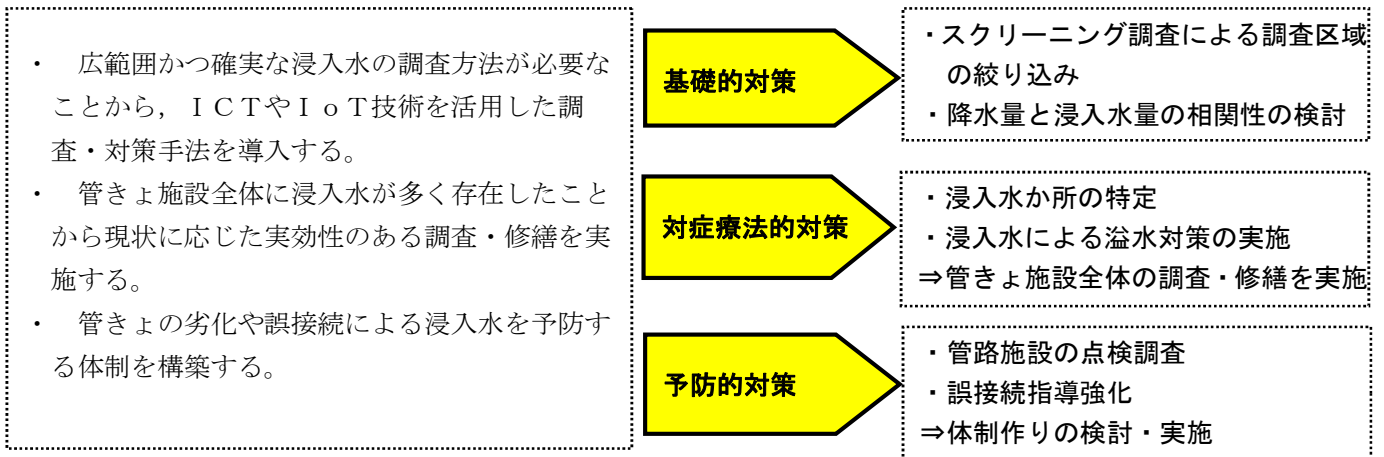 ・　広範囲かつ確実な浸入水の調査方法が必要な
ことから，ＩＣＴやＩｏＴ技術を活用した調
査・対策手法を導入する。
・　管きょ施設全体に浸入水が多く存在したこと
から現状に応じた実効性のある調査・修繕を実
施する。
・　管きょの劣化や誤接続による浸入水を予防す
る体制を構築する。
基礎的対策
・スクリーニング調査による調査区域
の絞り込み
・降水量と浸入水量の相関性の検討
対症療法的対策
・浸入水か所の特定
・浸入水による溢水対策の実施
⇒管きょ施設全体の調査・修繕を実施
予防的対策
・管路施設の点検調査
・誤接続指導強化
⇒体制作りの検討・実施